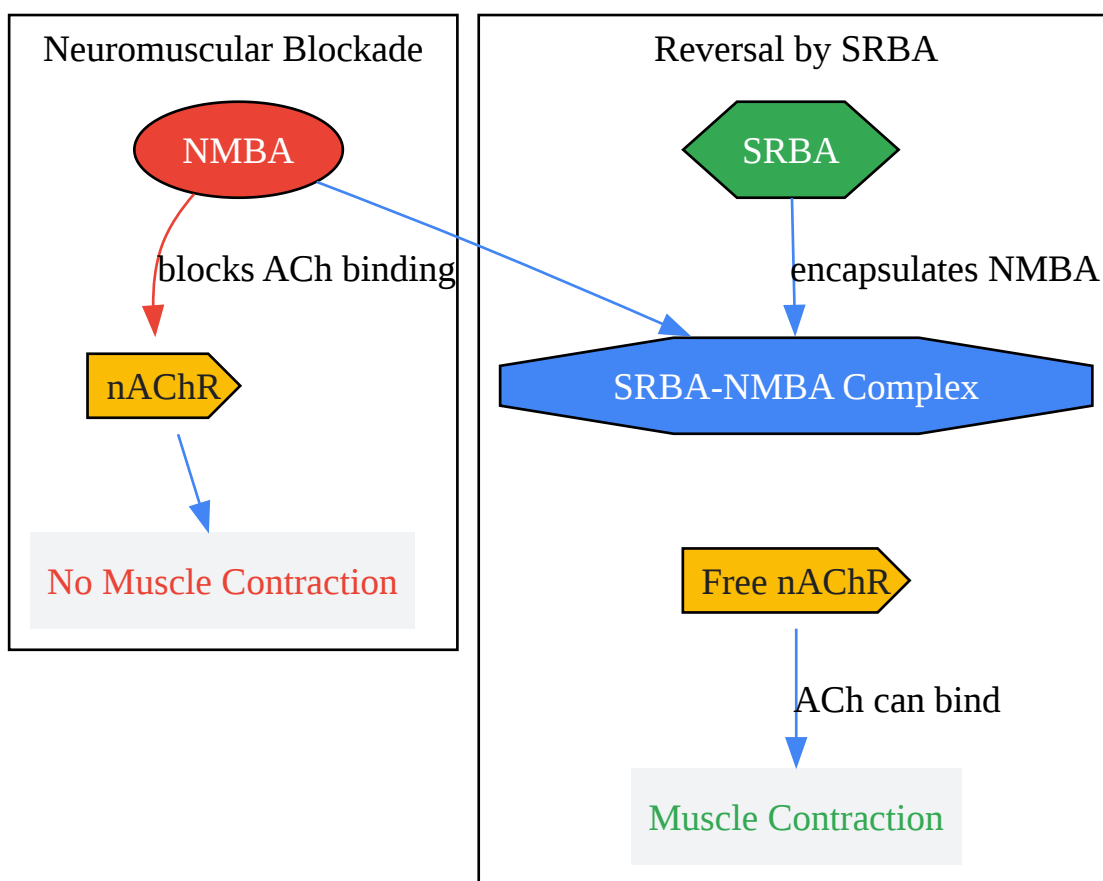 Neuromuscular Blockade
NMBA
blocks ACh binding
nAChR
No Muscle Contraction
Reversal by SRBA
SRBA
encapsulates NMBA
SRBA-NMBA Complex
Free nAChR
ACh can bind
Muscle Contraction